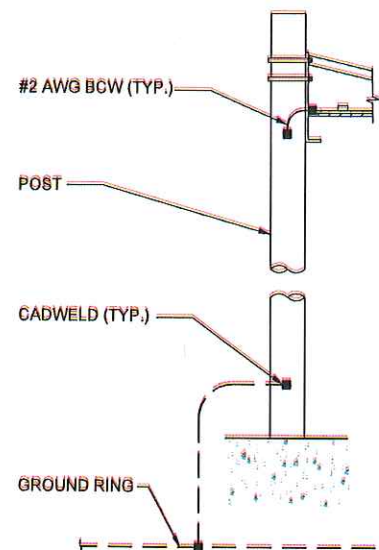 #2 AWG BCW (TYP.)
POST
CADWELD (TYP.)
GROUND RING